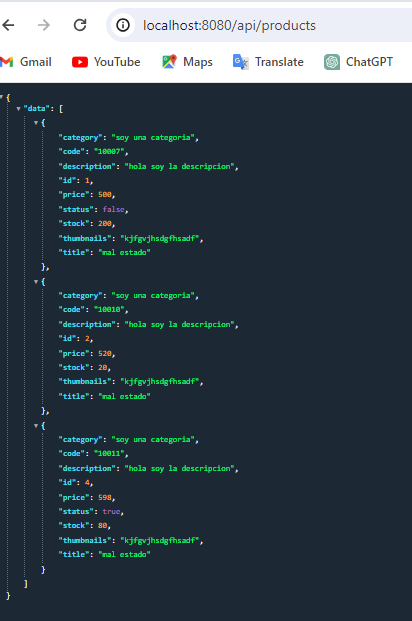 localhost:8080/api/products
Gmail YouTube Maps Translate ChatGPT
{
"data": [
{
"category": "soy una categoria",
"code": "10007",
"description": "hola soy la descripcion",
"id": 1,
"price": 500,
"status": false,
"stock": 200,
"thumbnails": "kjfgvjhsdgfhsadf",
"title": "mal estado"
},
{
"category": "soy una categoria",
"code": "10010",
"description": "hola soy la descripcion",
"id": 2,
"price": 520,
"stock": 20,
"thumbnails": "kjfgvjhsdgfhsadf",
"title": "mal estado"
},
{
"category": "soy una categoria",
"code": "10011",
"description": "hola soy la descripcion",
"id": 4,
"price": 598,
"status": true,
"stock": 80,
"thumbnails": "kjfgvjhsdgfhsadf",
"title": "mal estado"
}
]
}